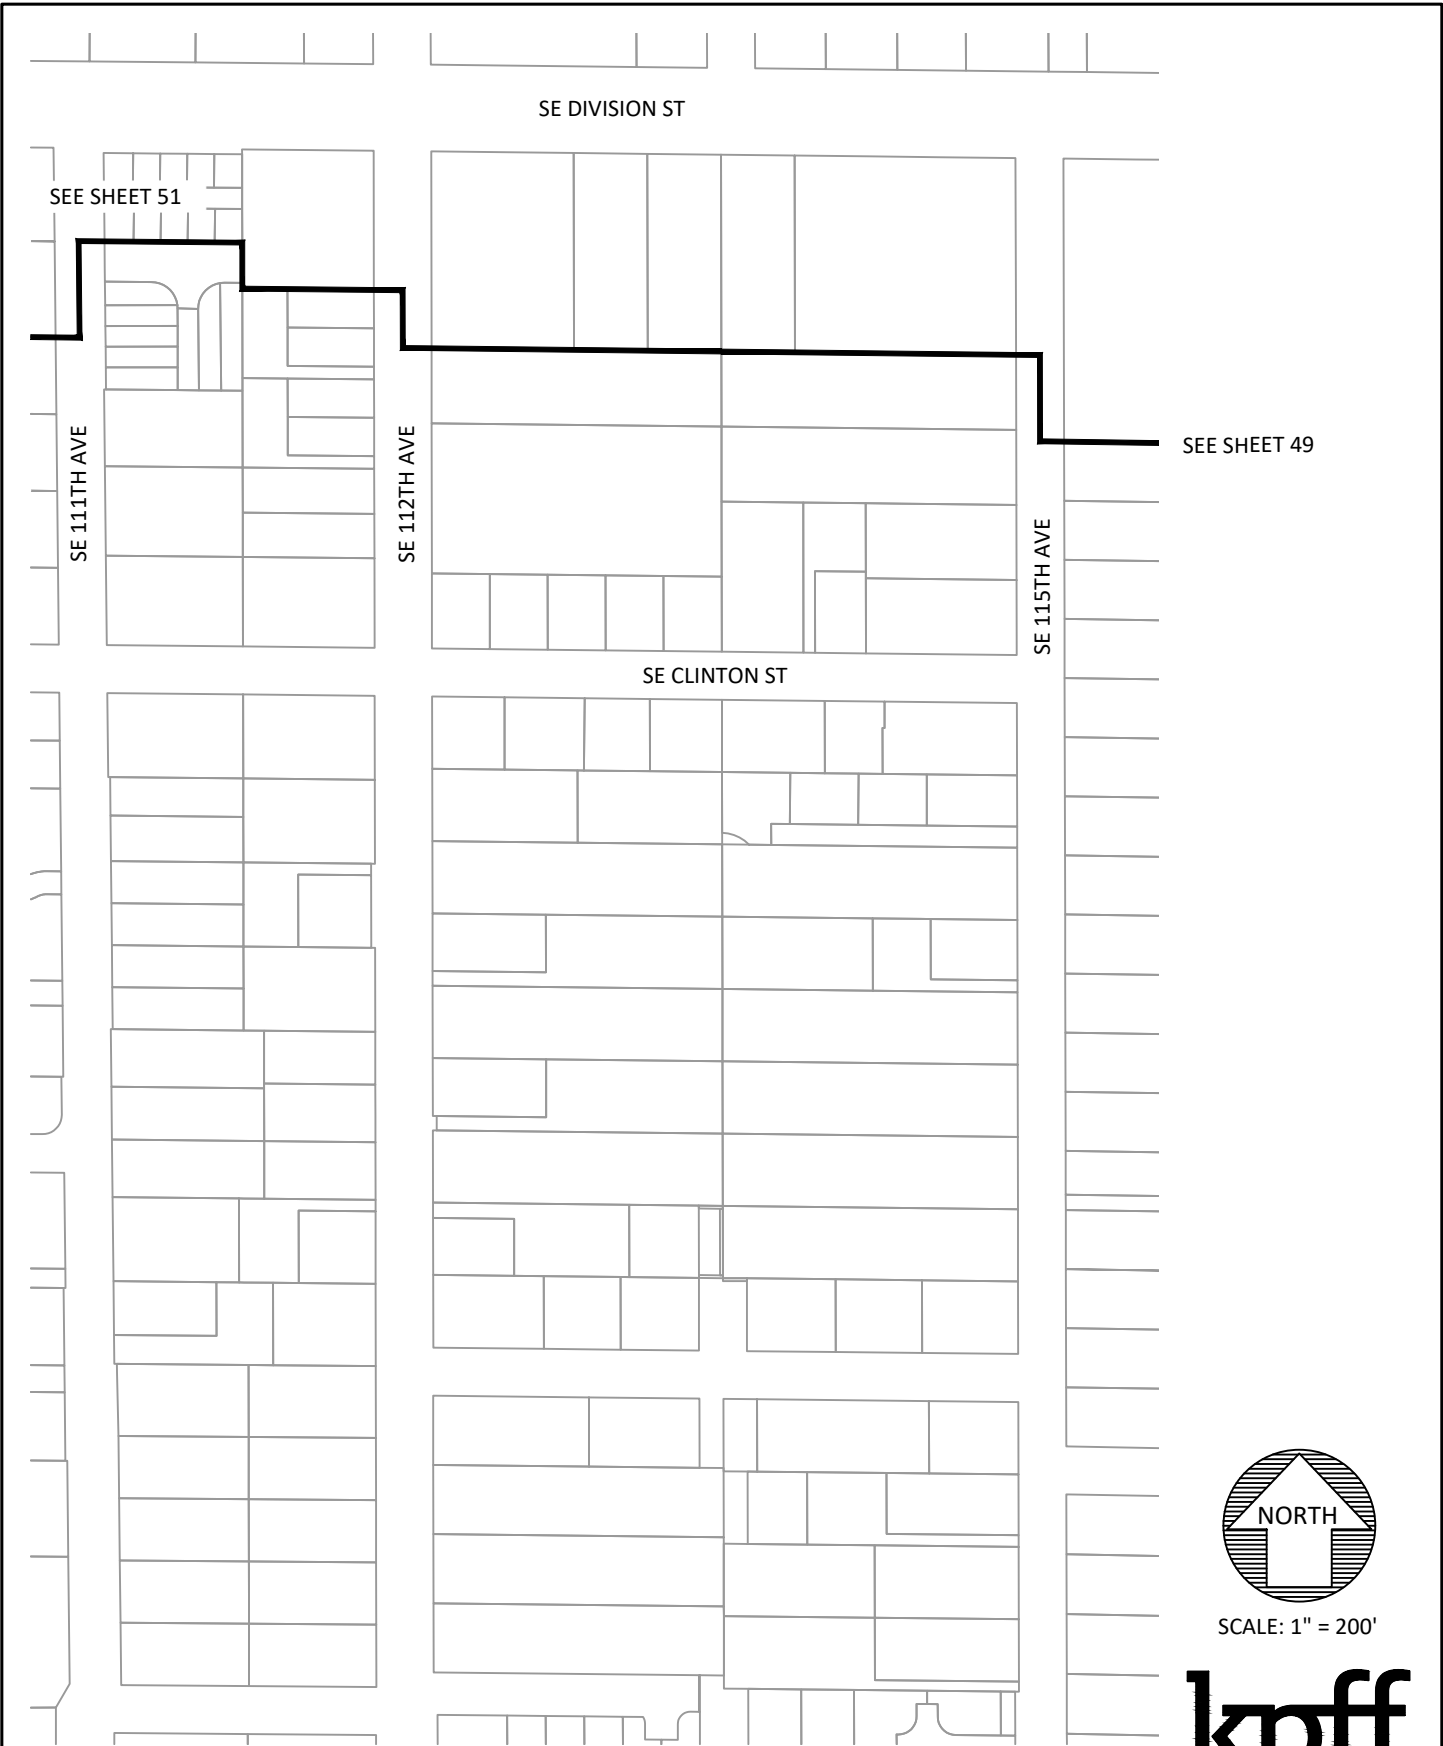 SE DIVISION ST
SEE SHEET 51
SEE SHEET 49
SE 111TH AVE
SE 112TH AVE
SE 115TH AVE
SE CLINTON ST
NORTH
SCALE: 1" = 200'
kpff